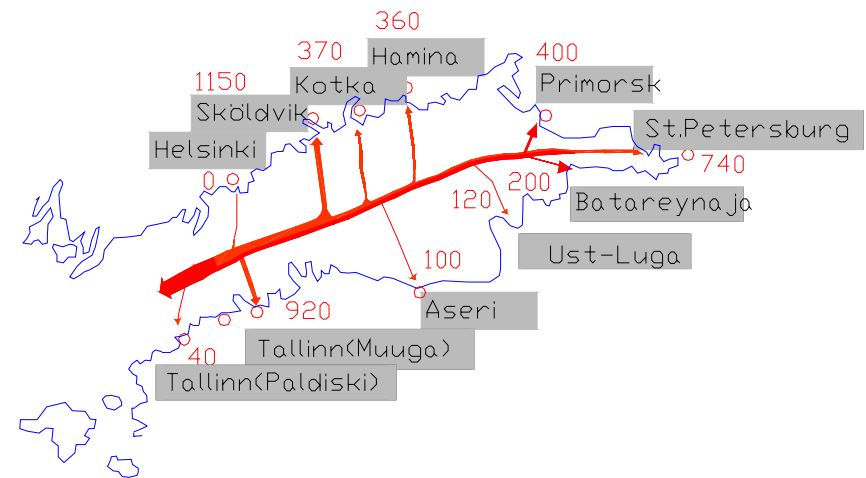 360
370
Hamina
400
1150
Kotka
Primorsk
Sköldvik
St.Petersburg
Helsinki
740
0
200
120
Batareynaja
100
Ust-Luga
920
Aseri
Tallinn(Muuga)
40
Tallinn(Paldiski)